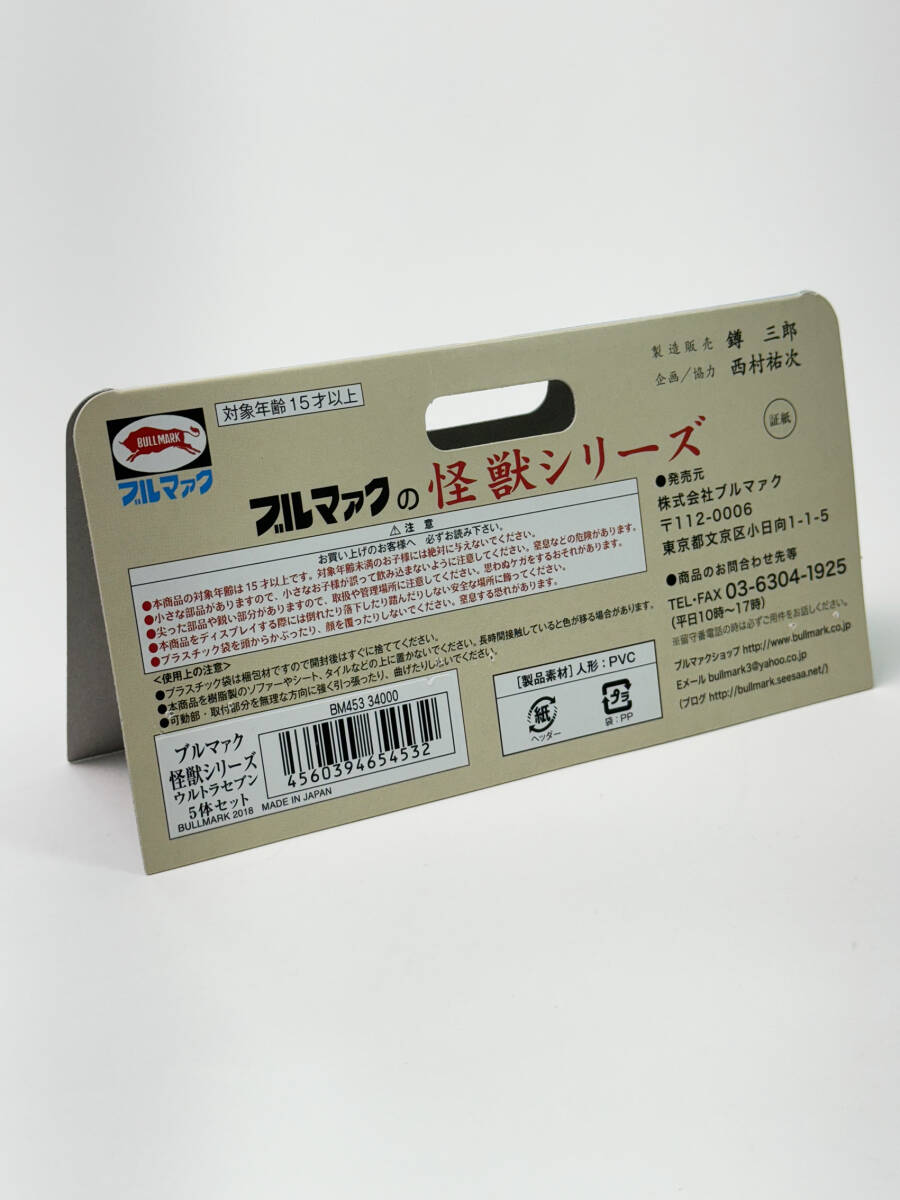 BULLMARK
ブルマァク
対象年齢15才以上
製造販売 鐏 三郎
企画/協力 西村祐次
証紙
ブルマァクの怪獣シリーズ
⚠注 意
お買い上げのお客様へ 必ずお読み下さい。
●本商品の対象年齢は15才以上です。対象年齢未満のお子様には絶対に与えないでください。
●小さな部品がありますので、小さなお子様が誤って飲み込まないように注意してください。窒息などの危険があります。
●尖った部品や鋭い部分がありますので、取扱や管理場所に注意してください。思わぬケガをするおそれがあります。
●本商品をディスプレイする際には倒れたり落下したり踏んだりしない安全な場所に飾ってください。
●プラスチック袋を頭からかぶったり、顔を覆ったりしないでください。窒息する恐れがあります。
<使用上の注意>
●プラスチック袋は梱包材ですので開封後はすぐに捨ててください。
●本商品を樹脂製のソファーやシート、タイルなどの上に置かないでください。長時間接触していると色が移る場合があります。
●可動部・取付部分を無理な方向に強く引っ張ったり、曲げたりしないでください。
ブルマァク
怪獣シリーズ
ウルトラセブン
5体セット
BULLMARK 2018 MADE IN JAPAN
BM453 34000
4560394654532
[製品素材]人形:PVC
紙
ヘッダー
プラ
袋:PP
●発売元
株式会社ブルマァク
〒112-0006
東京都文京区小日向1-1-5
●商品のお問合わせ先等
TEL・FAX 03-6304-1925
(平日10時〜17時)
※留守番電話の時は必ずご用件をお話しください。
ブルマァクショップ http://www.bullmark.co.jp
Eメール bullmark3@yahoo.co.jp
(ブログ http://bullmark.seesaa.net/)